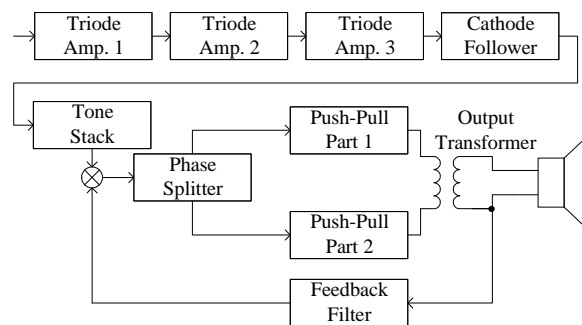 Triode
Amp. 1
Triode
Amp. 2
Triode
Amp. 3
Cathode
Follower
Tone
Stack
Phase
Splitter
Push-Pull
Part 1
Output
Transformer
Push-Pull
Part 2
Feedback
Filter